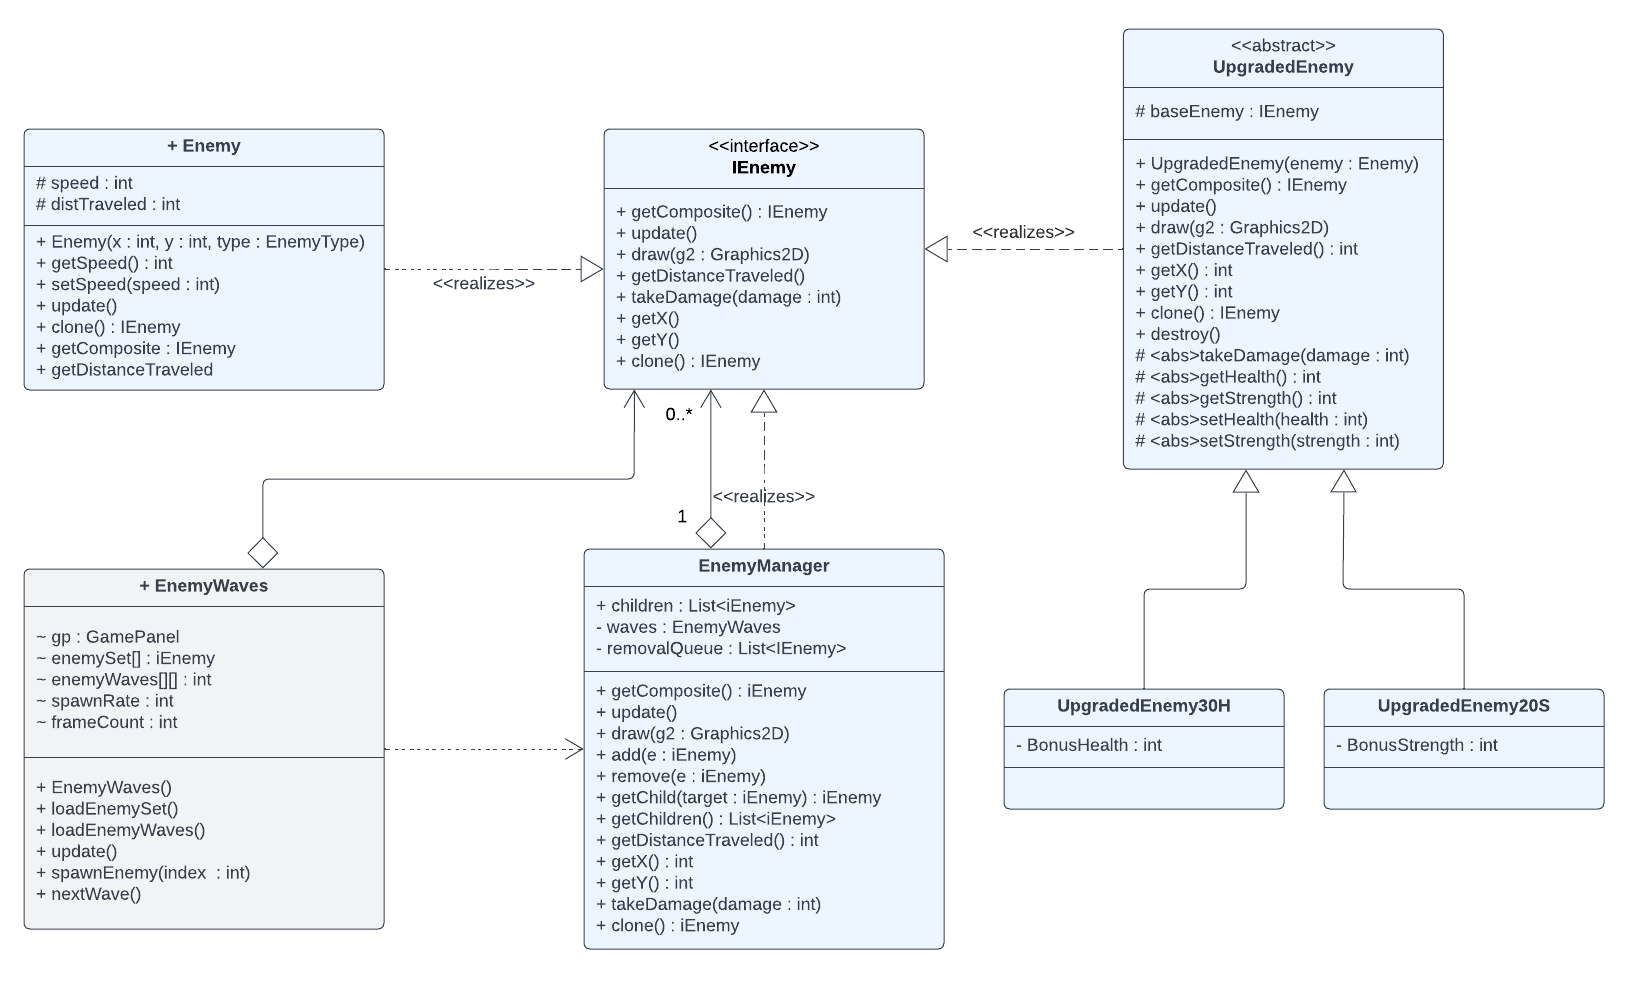 <<abstract>>
UpgradedEnemy
# baseEnemy : IEnemy
+ UpgradedEnemy(enemy : Enemy)
+ getComposite() : IEnemy
+ update()
+ draw(g2 : Graphics2D)
+ getDistanceTraveled() : int
+ getX() : int
+ getY() : int
+ clone() : IEnemy
+ destroy()
# <abs>takeDamage(damage : int)
# <abs>getHealth() : int
# <abs>getStrength() : int
# <abs>setHealth(health : int)
# <abs>setStrength(strength : int)
+ Enemy
# speed : int
# distTraveled : int
+ Enemy(x : int, y : int, type : EnemyType)
+ getSpeed() : int
+ setSpeed(speed : int)
+ update()
+ clone() : IEnemy
+ getComposite : IEnemy
+ getDistanceTraveled
<<realizes>>
<<interface>>
IEnemy
+ getComposite() : IEnemy
+ update()
+ draw(g2 : Graphics2D)
+ getDistanceTraveled()
+ takeDamage(damage : int)
+ getX()
+ getY()
+ clone() : IEnemy
<<realizes>>
0..*
<<realizes>>
1
+ EnemyWaves
~ gp : GamePanel
~ enemySet[] : iEnemy
~ enemyWaves[][] : int
~ spawnRate : int
~ frameCount : int
+ EnemyWaves()
+ loadEnemySet()
+ loadEnemyWaves()
+ update()
+ spawnEnemy(index  : int)
+ nextWave()
EnemyManager
+ children : List<iEnemy>
- waves : EnemyWaves
- removalQueue : List<IEnemy>
+ getComposite() : iEnemy
+ update()
+ draw(g2 : Graphics2D)
+ add(e : iEnemy)
+ remove(e : iEnemy)
+ getChild(target : iEnemy) : iEnemy
+ getChildren() : List<iEnemy>
+ getDistanceTraveled() : int
+ getX() : int
+ getY() : int
+ takeDamage(damage : int)
+ clone() : iEnemy
UpgradedEnemy30H
- BonusHealth : int
UpgradedEnemy20S
- BonusStrength : int